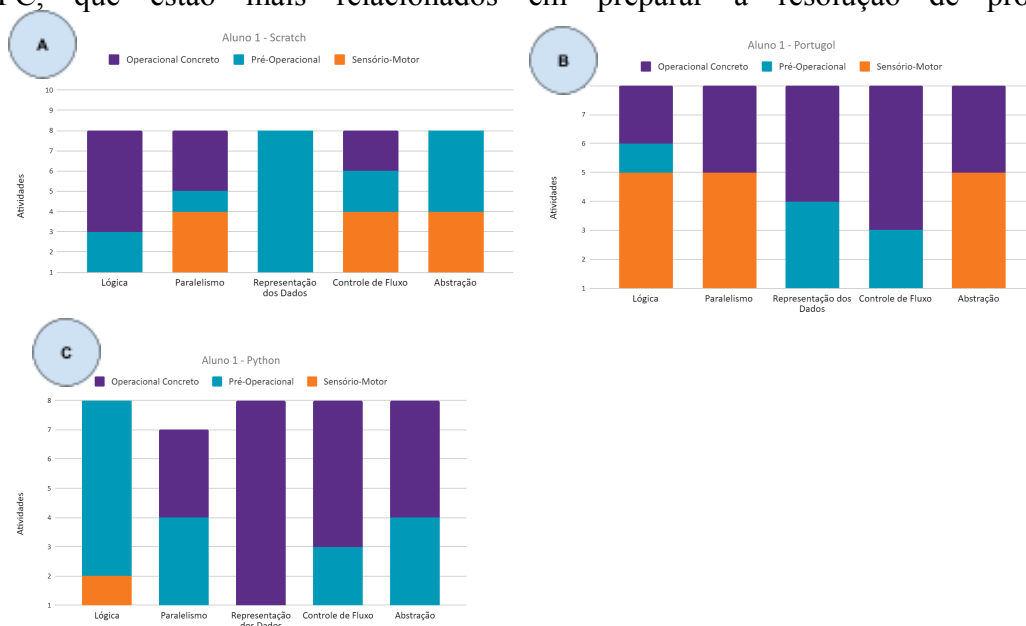 PC, que estão mais relacionados em preparar a resolução de pro
A
Aluno 1 - Scratch
Operacional Concreto Pré-Operacional Sensório-Motor
10
9
8
7
6
5
4
3
2
1
Atividades
Lógica Paralelismo Representação dos Dados Controle de Fluxo Abstração
B
Aluno 1 - Portugol
Operacional Concreto Pré-Operacional Sensório-Motor
7
6
5
4
3
2
1
Atividades
Lógica Paralelismo Representação dos Dados Controle de Fluxo Abstração
C
Aluno 1 - Python
Operacional Concreto Pré-Operacional Sensório-Motor
8
7
6
5
4
3
2
1
Atividades
Lógica Paralelismo Representação dos Dados Controle de Fluxo Abstração